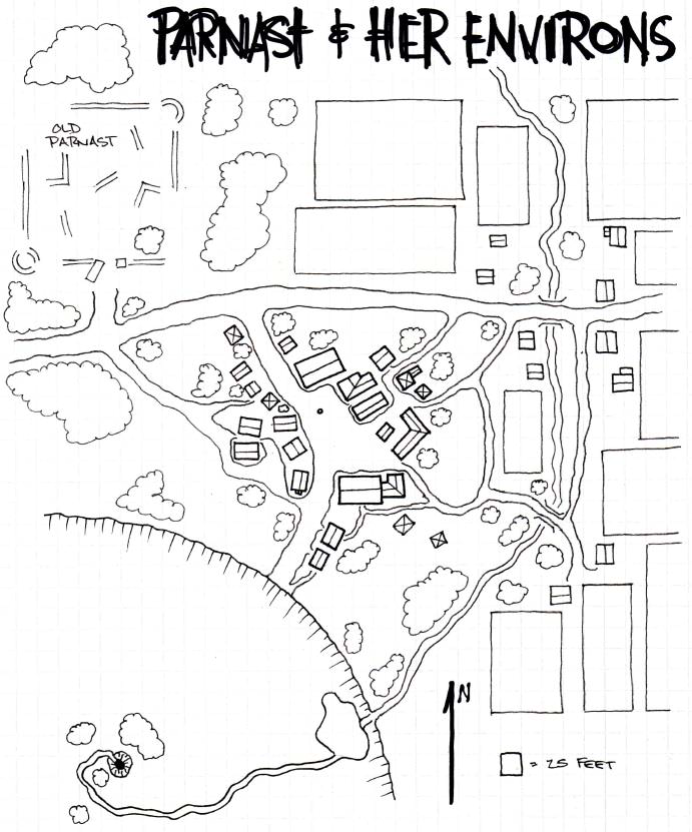 PARNAST & HER ENVIRONS
OLD
PARNAST
N
= 25 FEET